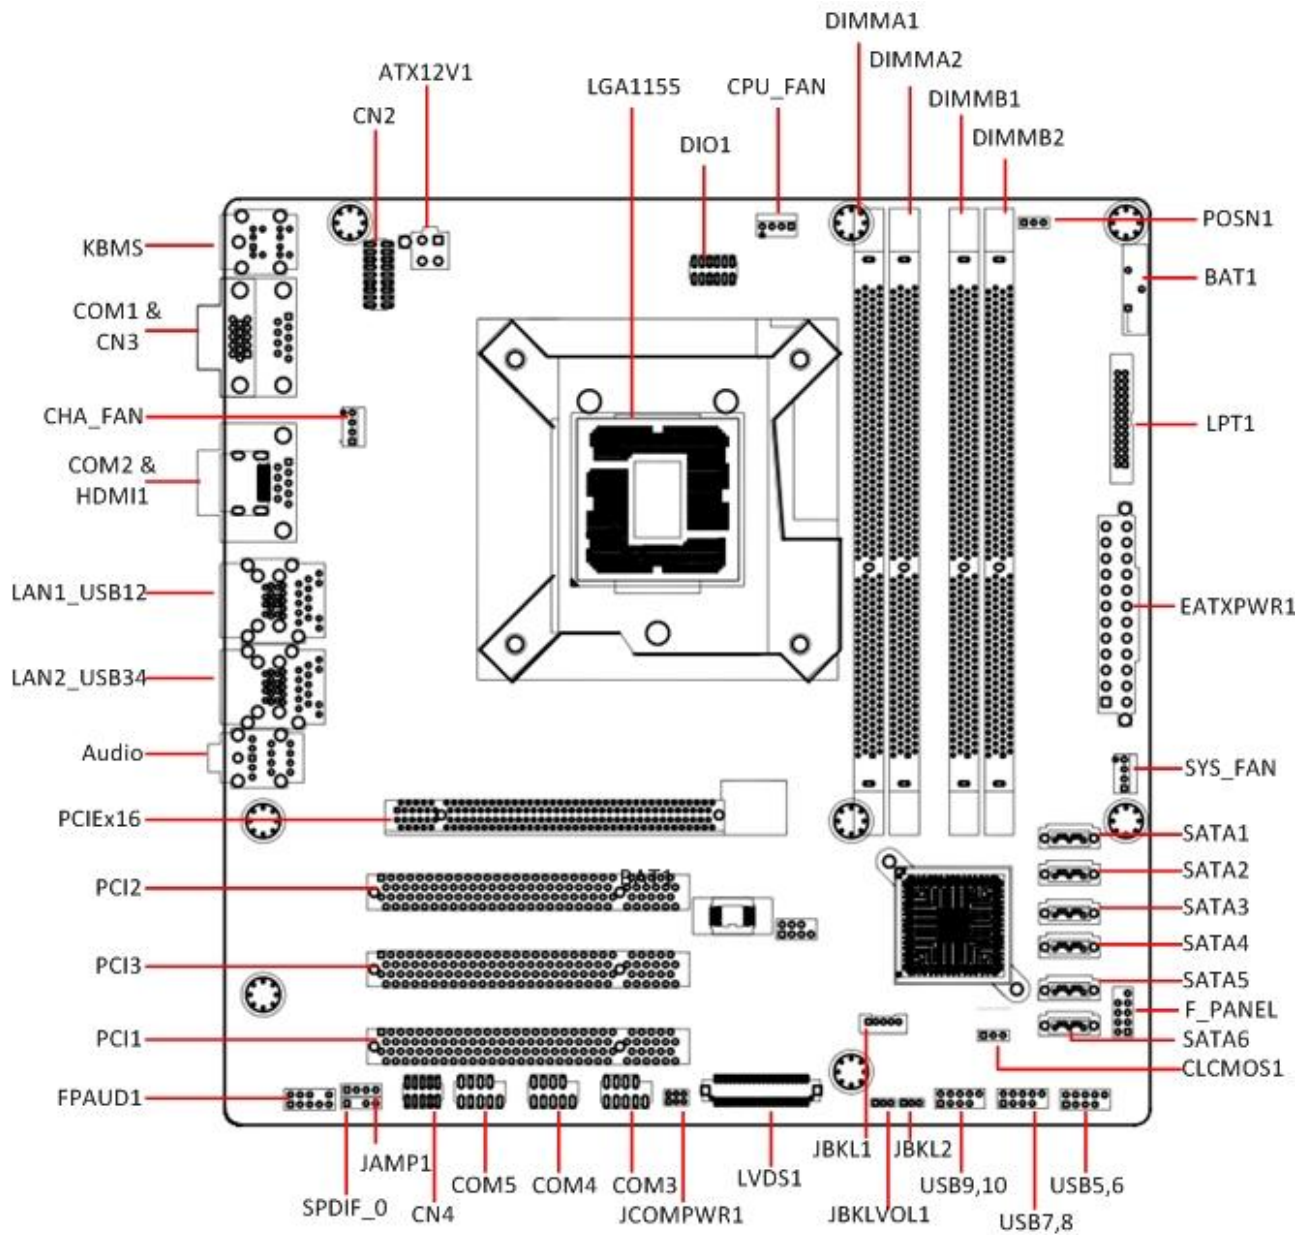 DIMMA1
DIMMA2
ATX12V1
LGA1155
CPU_FAN
DIMMB1
CN2
DIO1
DIMMB2
KBMS
POSN1
BAT1
COM1 &
CN3
CHA_FAN
LPT1
COM2 &
HDMI1
LAN1_USB12
EATXPWR1
LAN2_USB34
Audio
SYS_FAN
PCIEx16
SATA1
SATA2
PCI2
BAT1
SATA3
SATA4
PCI3
SATA5
F_PANEL
PCI1
SATA6
CLCMOS1
FPAUD1
JAMP1
JBKL1
JBKL2
COM5
COM4
COM3
LVDS1
USB9,10
USB5,6
SPDIF_0
CN4
JCOMPWR1
JBKLVOL1
USB7,8